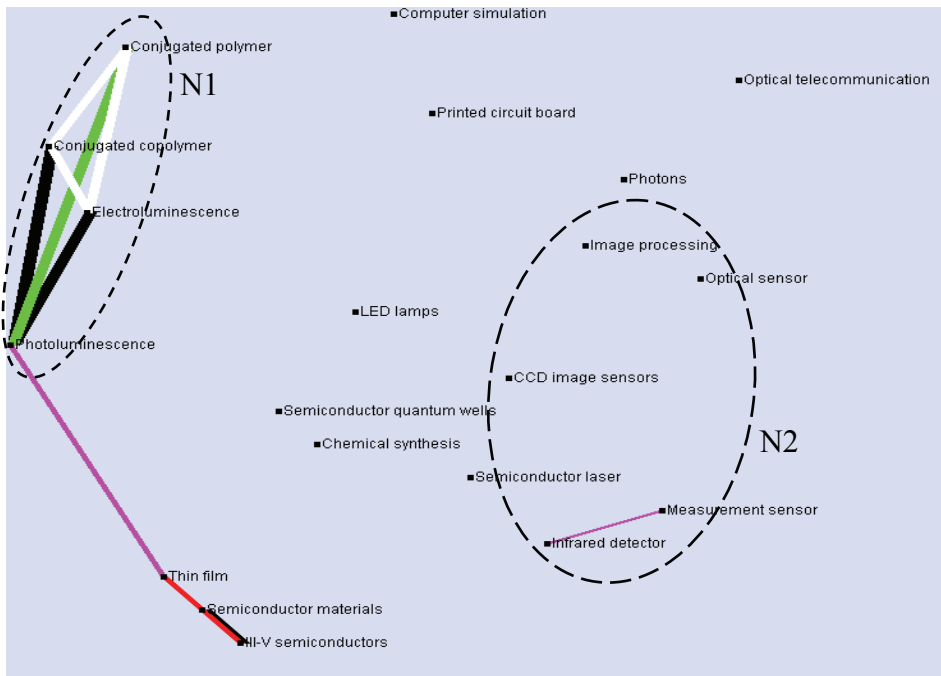 Computer simulation
Conjugated polymer
Optical telecommunication
N1
Printed circuit board
Conjugated copolymer
Photons
Electroluminescence
Image processing
Optical sensor
LED lamps
Photoluminescence
CCD image sensors
Semiconductor quantum wells
Chemical synthesis
N2
Semiconductor laser
Measurement sensor
Infrared detector
Thin film
Semiconductor materials
III-V semiconductors